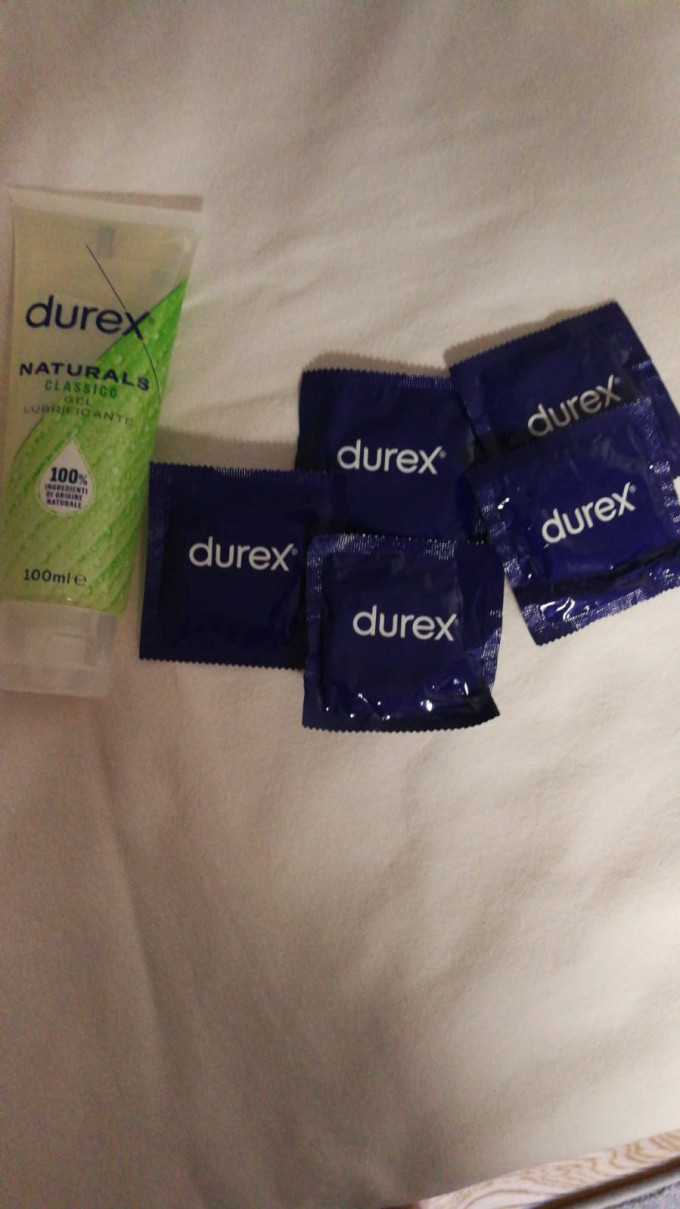 durex
NATURALS
CLASSICO
GEL
LUBRIFICANTE
100%
INGREDIENTI
DI ORIGINE
NATURALE
100ml e
durex®
durex®
durex®
durex®
durex®